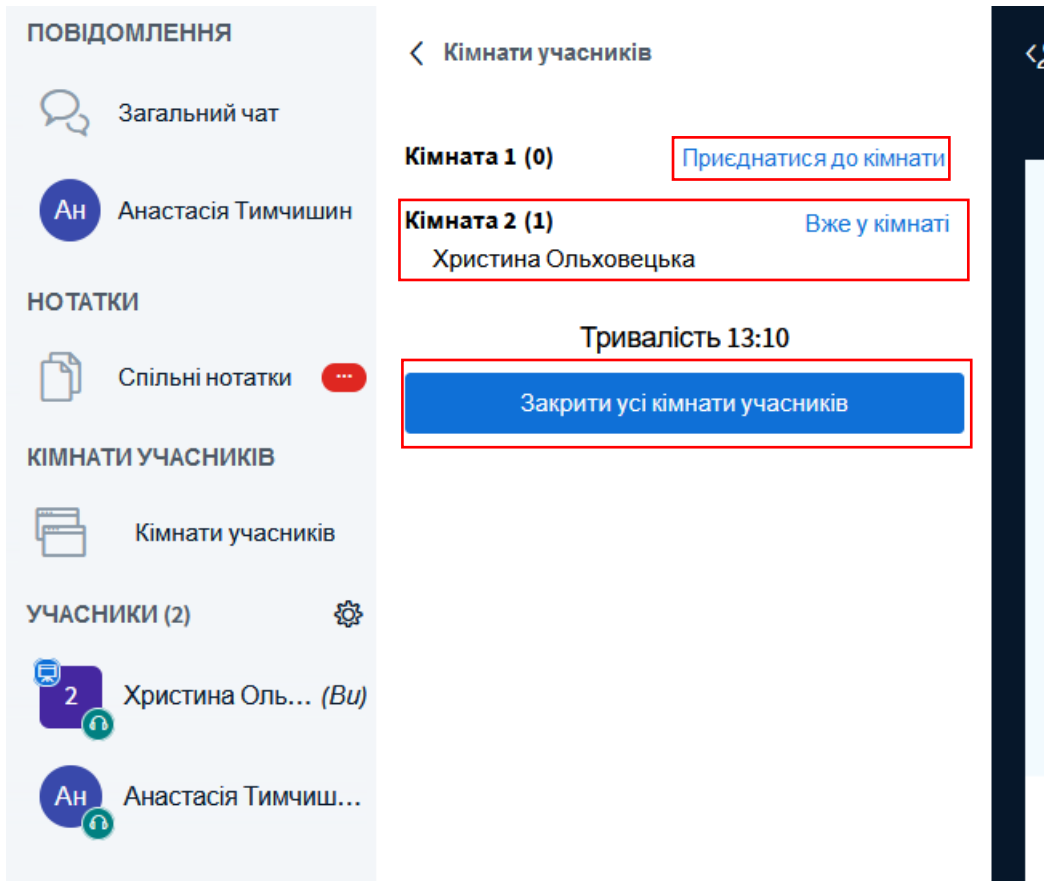 ПОВІДОМЛЕННЯ
Загальний чат
Ан Анастасія Тимчишин
НОТАТКИ
Спільні нотатки ...
КІМНАТИ УЧАСНИКІВ
Кімнати учасників
УЧАСНИКИ (2)
2 Христина Оль... (Ви)
Ан Анастасія Тимчиш...
Кімнати учасників
Кімната 1 (0) Приєднатися до кімнати
Кімната 2 (1) Вже у кімнаті
Христина Ольховецька
Тривалість 13:10
Закрити усі кімнати учасників